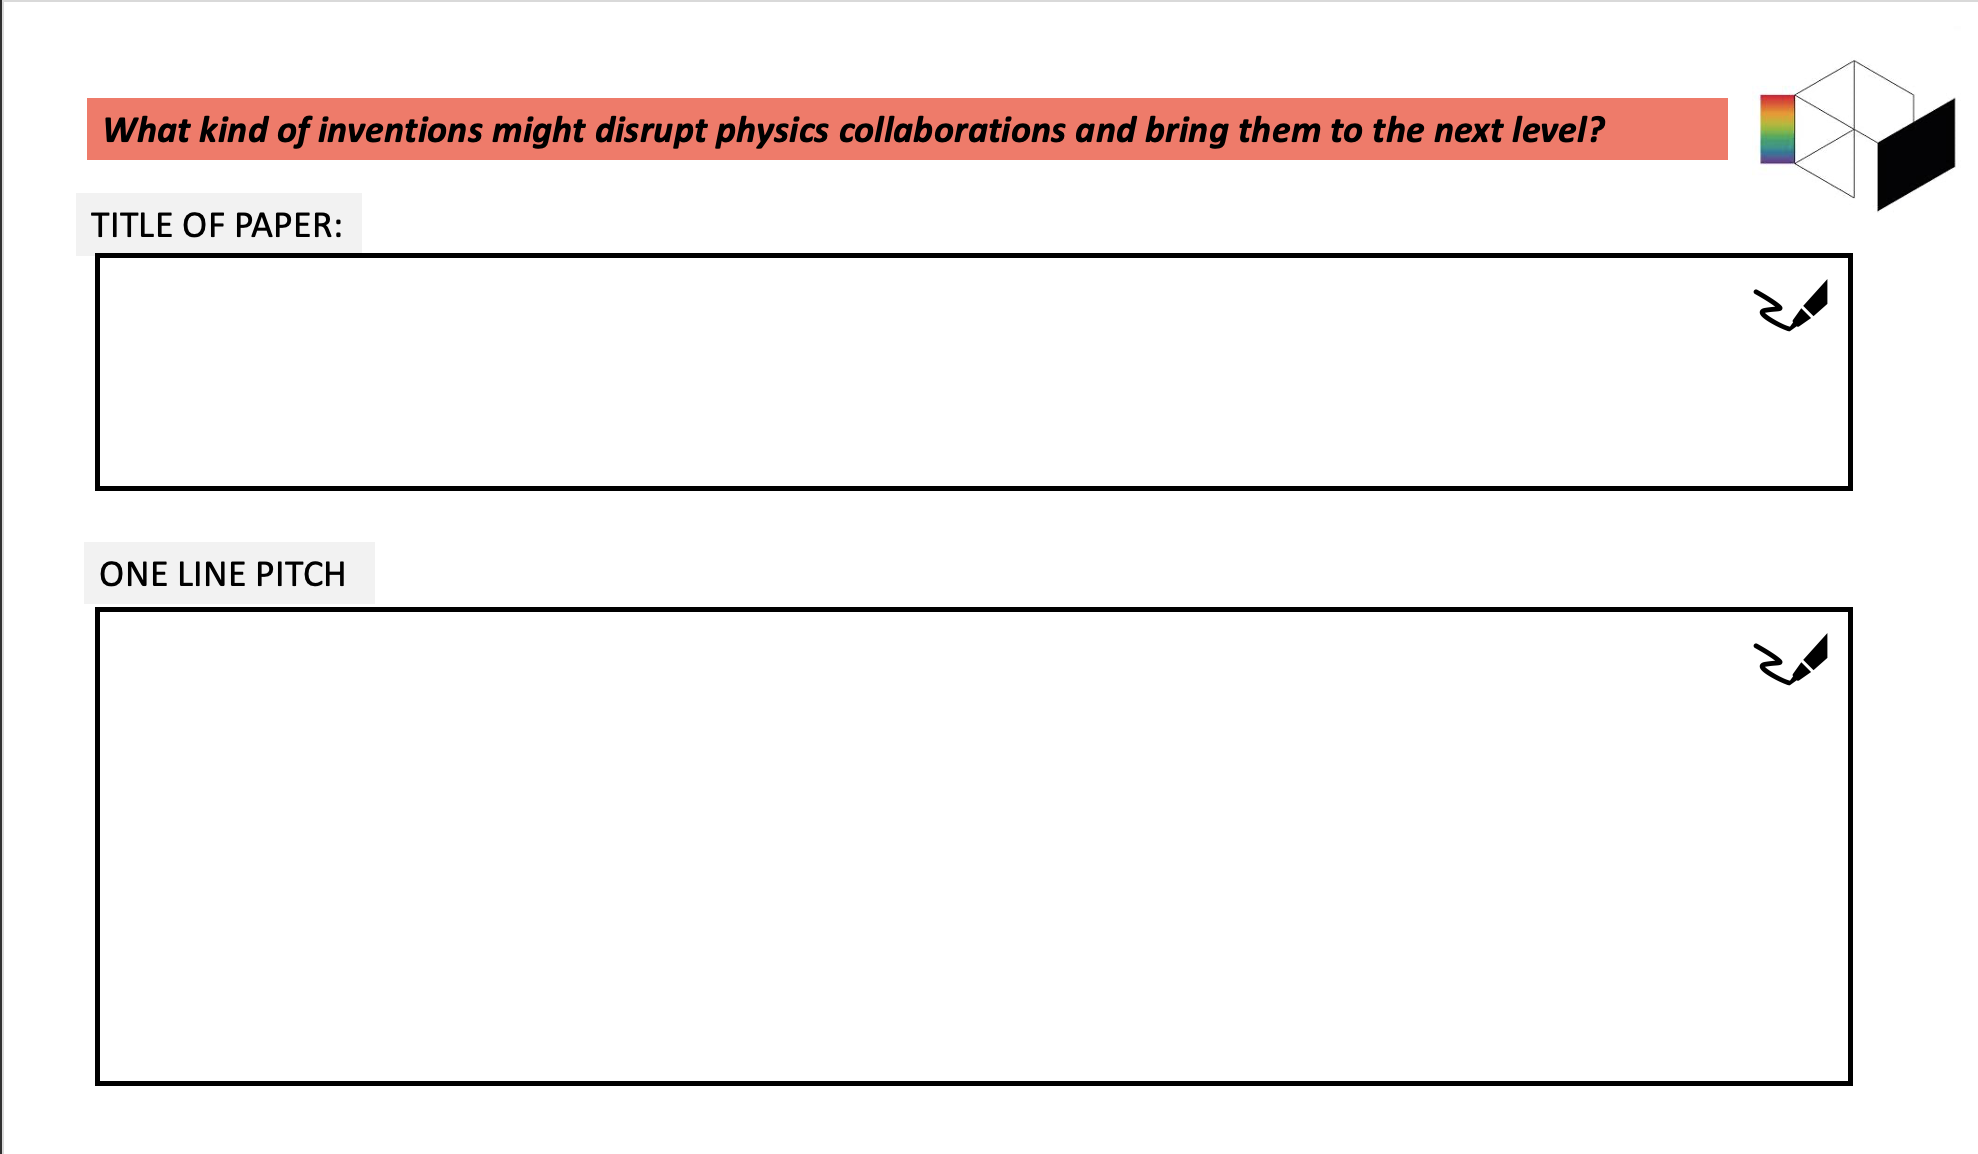 What kind of inventions might disrupt physics collaborations and bring them to the next level?
TITLE OF PAPER:
ONE LINE PITCH